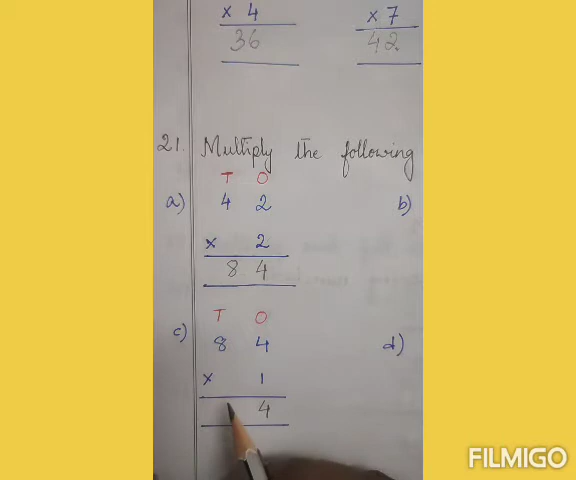 × 4 × 7
36 42
21. Multiply the following
T O
a) 4 2 b)
× 2
8 4
T O
c) 8 4 d)
× 1
4
FILMIGO